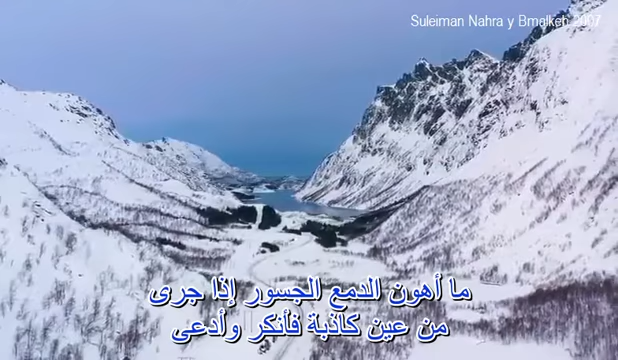 Suleiman Nahra y Bmalkeh 2007
ما أهون الدمع الجسور إذا جرى
من عين كاذبة فأنكر وأدعى